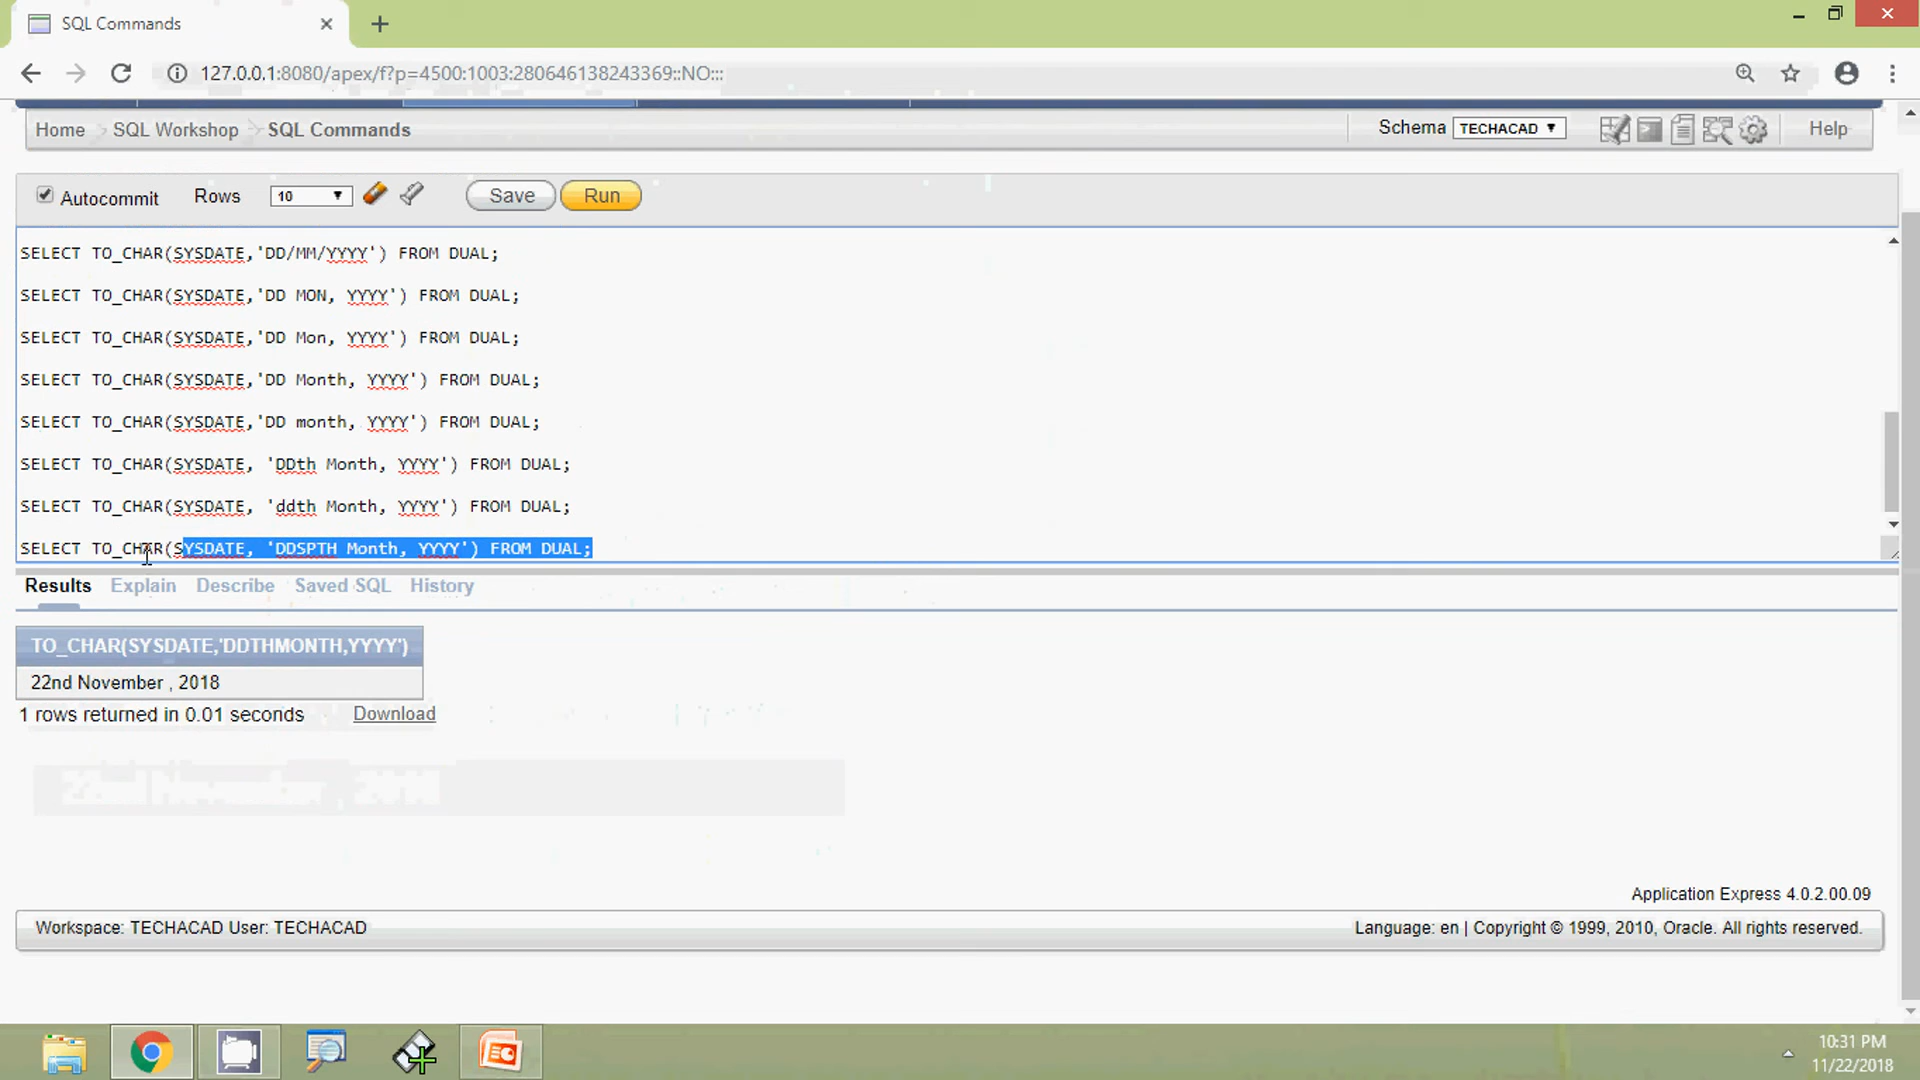 SQL Commands
127.0.0.1:8080/apex/f?p=4500:1003:280646138243369::NO:::
Home > SQL Workshop > SQL Commands
Schema TECHACAD Help
Autocommit Rows 10 Save Run
SELECT TO_CHAR(SYSDATE,'DD/MM/YYYY') FROM DUAL;
SELECT TO_CHAR(SYSDATE,'DD MON, YYYY') FROM DUAL;
SELECT TO_CHAR(SYSDATE,'DD Mon, YYYY') FROM DUAL;
SELECT TO_CHAR(SYSDATE,'DD Month, YYYY') FROM DUAL;
SELECT TO_CHAR(SYSDATE,'DD month, YYYY') FROM DUAL;
SELECT TO_CHAR(SYSDATE, 'DDth Month, YYYY') FROM DUAL;
SELECT TO_CHAR(SYSDATE, 'ddth Month, YYYY') FROM DUAL;
SELECT TO_CHAR(SYSDATE, 'DDSPTH Month, YYYY') FROM DUAL;
Results Explain Describe Saved SQL History
TO_CHAR(SYSDATE,'DDTHMONTH,YYYY')
22nd November , 2018
1 rows returned in 0.01 seconds Download
22nd November , 2018
Application Express 4.0.2.00.09
Workspace: TECHACAD User: TECHACAD
Language: en | Copyright © 1999, 2010, Oracle. All rights reserved.
10:31 PM
11/22/2018